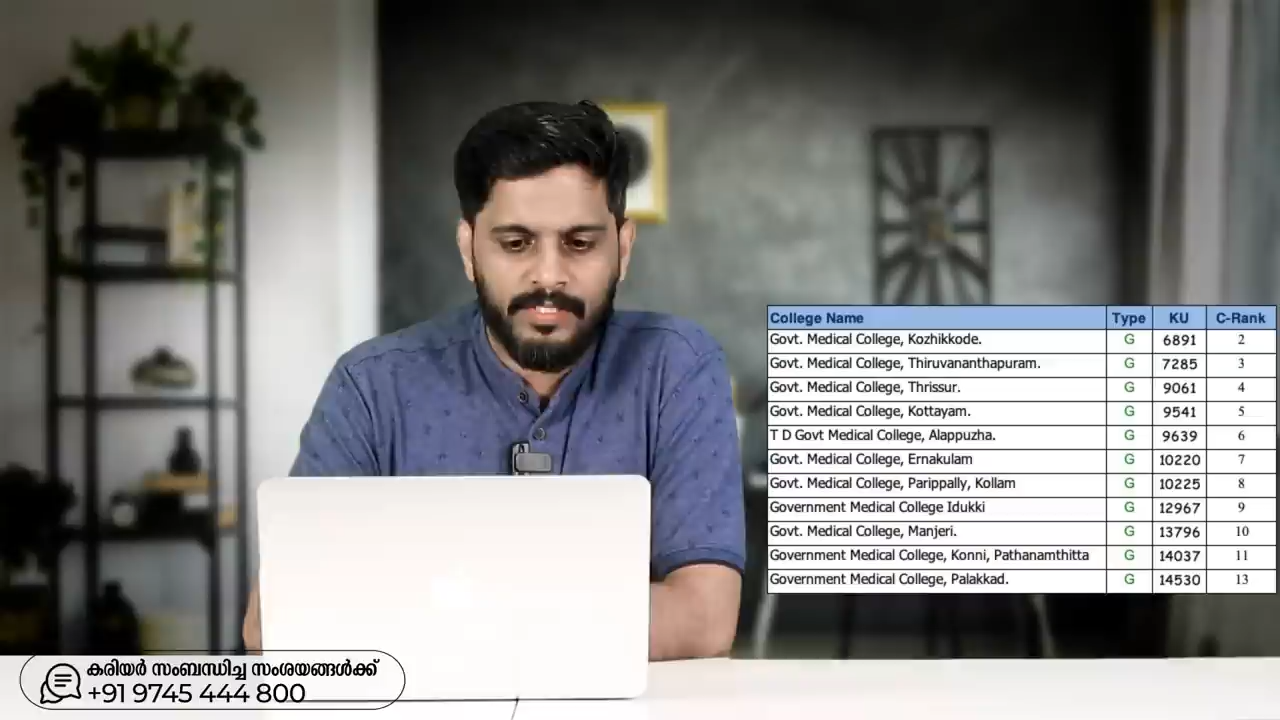 College Name Type KU C-Rank
Govt. Medical College, Kozhikkode. G 6891 2
Govt. Medical College, Thiruvananthapuram. G 7285 3
Govt. Medical College, Thrissur. G 9061 4
Govt. Medical College, Kottayam. G 9541 5
T D Govt Medical College, Alappuzha. G 9639 6
Govt. Medical College, Ernakulam G 10220 7
Govt. Medical College, Parippally, Kollam G 10225 8
Government Medical College Idukki G 12967 9
Govt. Medical College, Manjeri. G 13796 10
Government Medical College, Konni, Pathanamthitta G 14037 11
Government Medical College, Palakkad. G 14530 13
കരിയർ സംബന്ധിച്ച സംശയങ്ങൾക്ക്
+91 9745 444 800